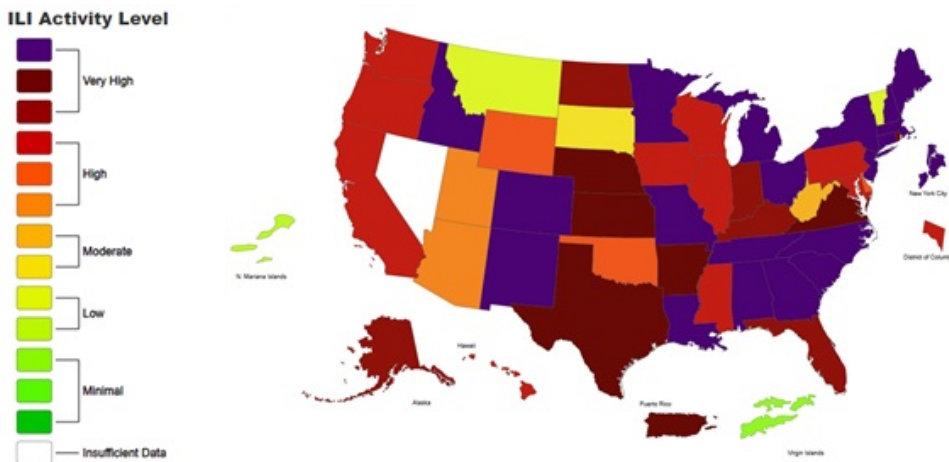 ILI Activity Level
Very High
High
Moderate
Low
Minimal
Insufficient Data
New York City
District of Colum
N. Mariana Islands
Hawaii
Alaska
Puerto Rico
Virgin Islands